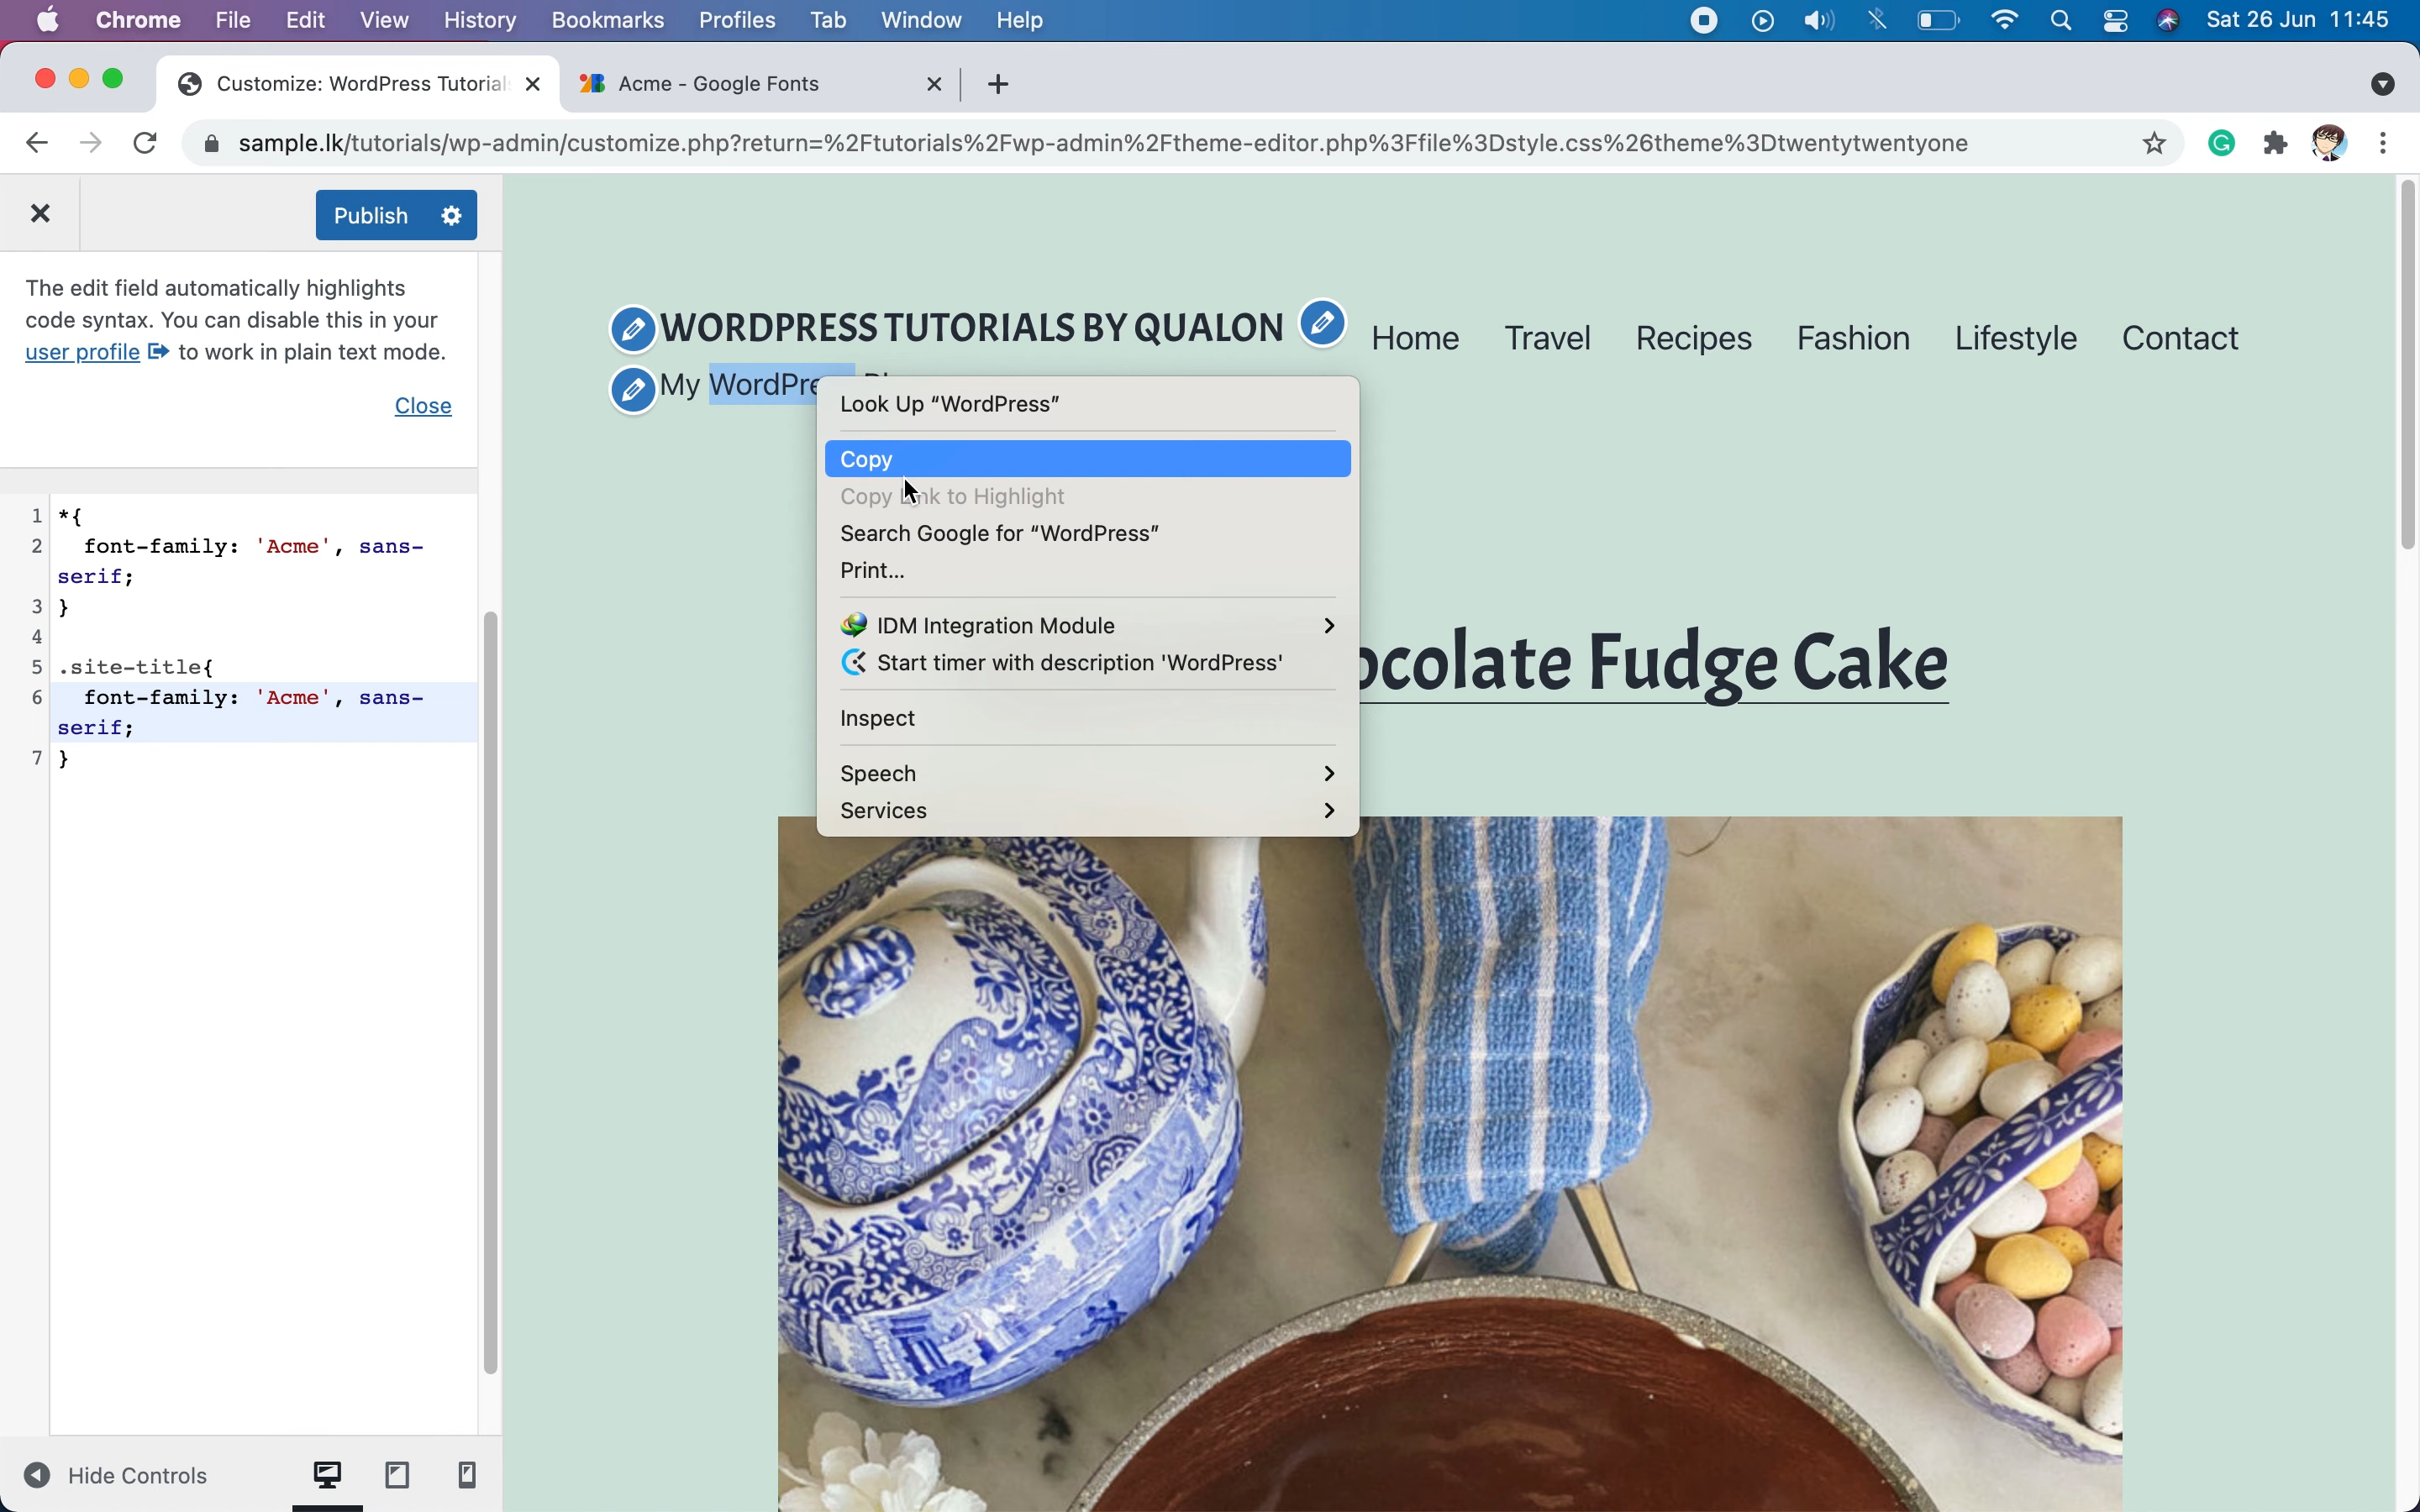 Chrome File Edit View History Bookmarks Profiles Tab Window Help Sat 26 Jun 11:45
Customize: WordPress Tutorial Acme - Google Fonts
sample.lk/tutorials/wp-admin/customize.php?return=%2Ftutorials%2Fwp-admin%2Ftheme-editor.php%3Ffile%3Dstyle.css%26theme%3Dtwentytwentyone
Publish
The edit field automatically highlights
code syntax. You can disable this in your
user profile to work in plain text mode.
Close
1 *{
2 font-family: 'Acme', sans-
serif;
3 }
4
5 .site-title{
6 font-family: 'Acme', sans-
serif;
7 }
Hide Controls
WORDPRESS TUTORIALS BY QUALON
Home Travel Recipes Fashion Lifestyle Contact
My WordPre
Look Up “WordPress”
Copy
Copy Link to Highlight
Search Google for “WordPress”
Print...
IDM Integration Module
Start timer with description 'WordPress'
Inspect
Speech
Services
ocolate Fudge Cake